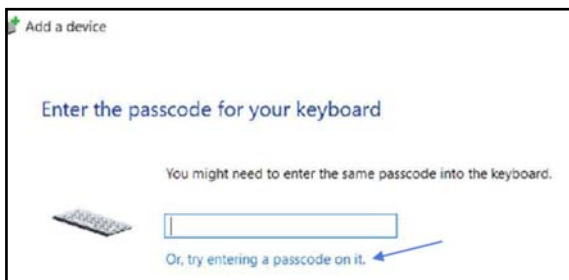 Add a device
Enter the passcode for your keyboard
You might need to enter the same passcode into the keyboard.
Or, try entering a passcode on it.